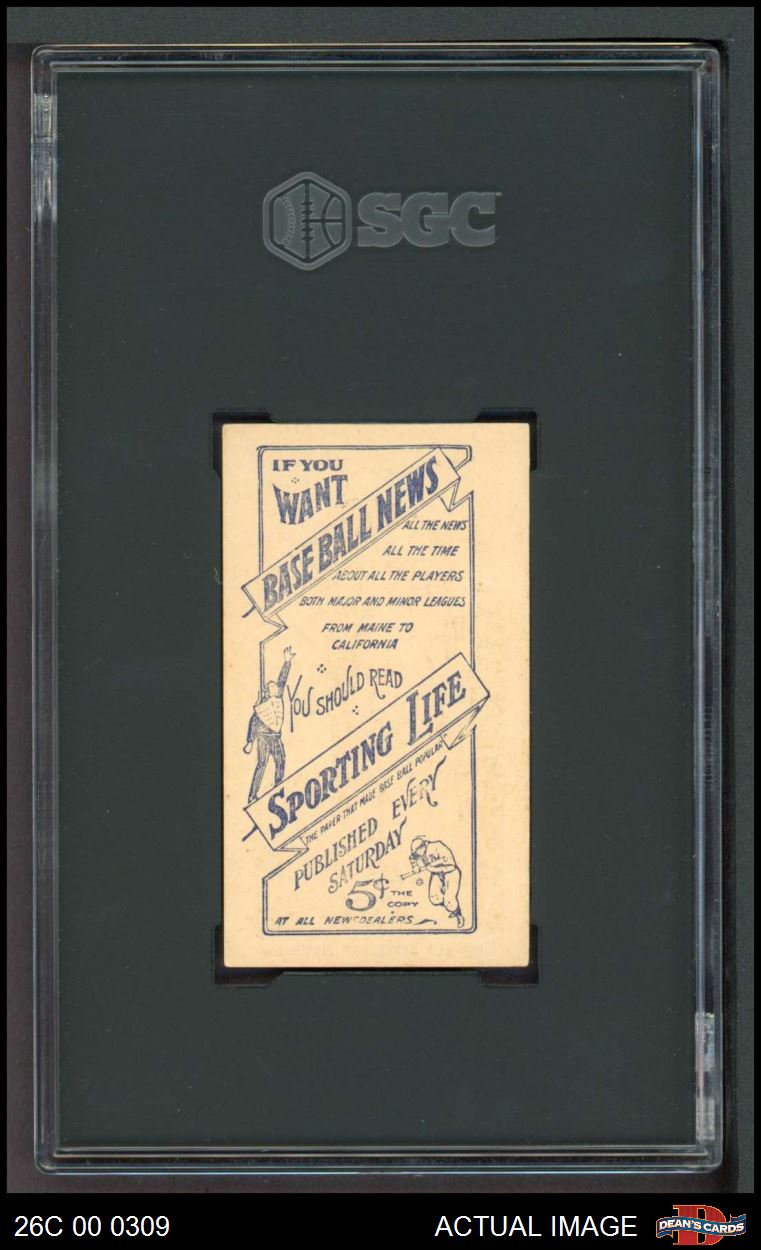 SGC
IF YOU
WANT
BASE BALL NEWS
ALL THE NEWS
ALL THE TIME
ABOUT ALL THE PLAYERS
BOTH MAJOR AND MINOR LEAGUES
FROM MAINE TO
CALIFORNIA
YOU SHOULD READ
SPORTING LIFE
THE PAPER THAT MADE BASE BALL POPULAR
PUBLISHED EVERY
SATURDAY
5¢ THE
COPY
AT ALL NEWSDEALERS
26C 00 0309
ACTUAL IMAGE
DEAN'S CARDS